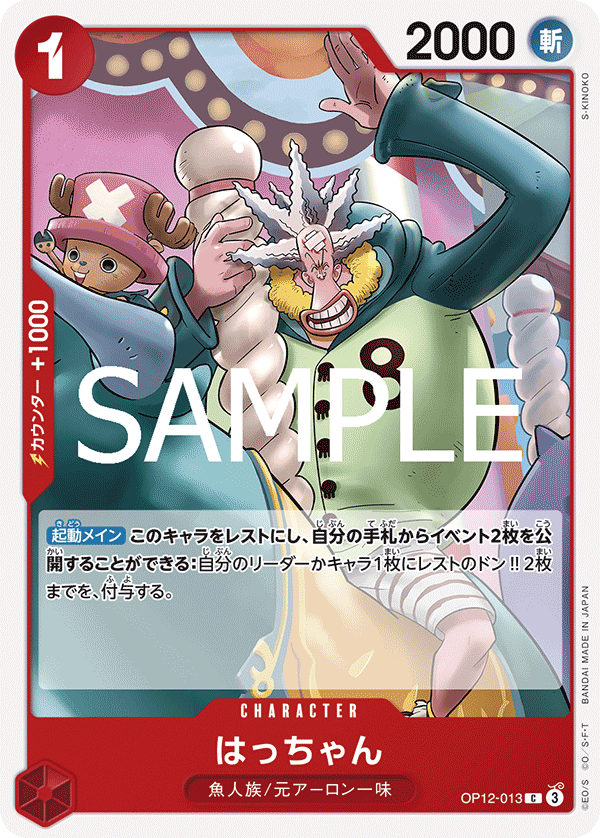 1
2000
斬
S-KINOKO
8
カウンター +1000
SAMPLE
起動メイン このキャラをレストにし、自分の手札からイベント2枚を公
開することができる：自分のリーダーかキャラ1枚にレストのドン!!2枚
までを、付与する。
CHARACTER
はっちゃん
魚人族/元アーロン一味
OP12-013 C 3
©E.O/S ©O/S・F・T BANDAI MADE IN JAPAN